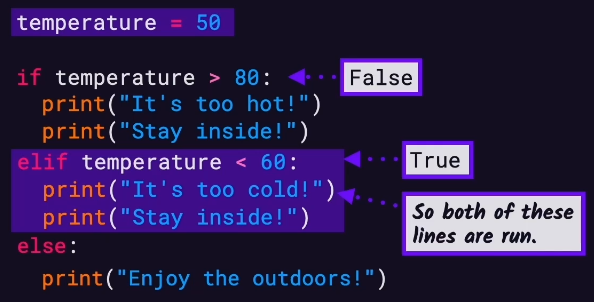 temperature = 50
if temperature > 80:
False
print("It's too hot!")
print("Stay inside!")
elif temperature < 60:
True
print("It's too cold!")
print("Stay inside!")
So both of these
lines are run.
else:
print("Enjoy the outdoors!")